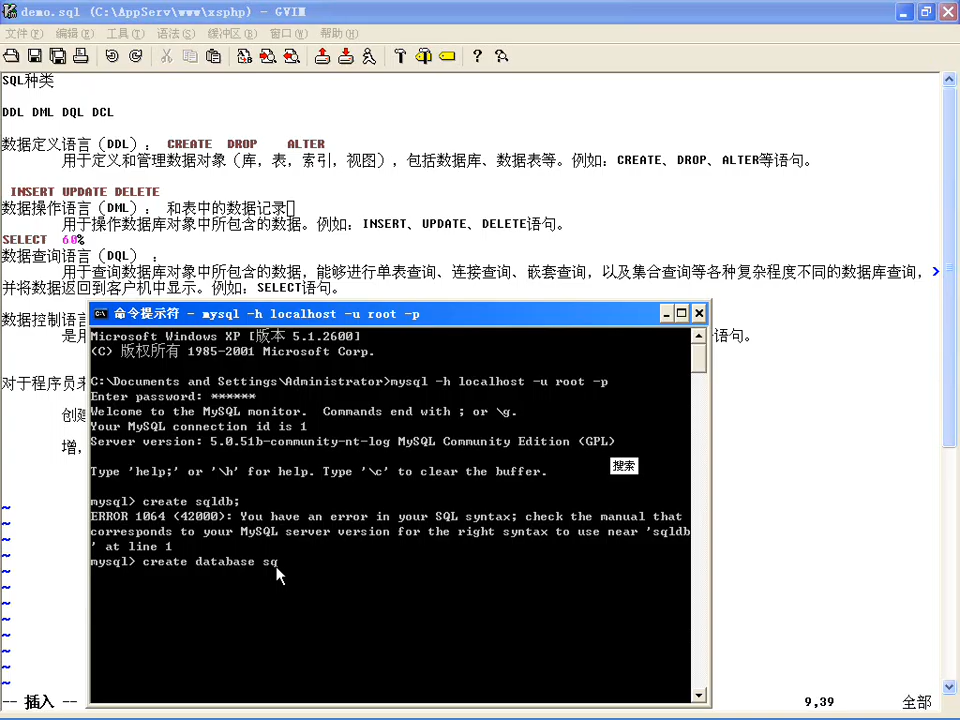 demo.sql (C:\AppServ\www\xsphp) - GVIM
文件(F) 编辑(E) 工具(T) 语法(S) 缓冲区(B) 窗口(W) 帮助(H)
SQL种类
DDL DML DQL DCL
数据定义语言（DDL）： CREATE DROP ALTER
用于定义和管理数据对象（库，表，索引，视图），包括数据库、数据表等。例如：CREATE、DROP、ALTER等语句。
INSERT UPDATE DELETE
数据操作语言（DML）： 和表中的数据记录
用于操作数据库对象中所包含的数据。例如：INSERT、UPDATE、DELETE语句。
SELECT 60%
数据查询语言（DQL）：
用于查询数据库对象中所包含的数据，能够进行单表查询、连接查询、嵌套查询，以及集合查询等各种复杂程度不同的数据库查询，
并将数据返回到客户机中显示。例如：SELECT语句。
数据控制语言
是用 语句。
对于程序员来
创建
增，
命令提示符 - mysql -h localhost -u root -p
Microsoft Windows XP [版本 5.1.2600]
(C) 版权所有 1985-2001 Microsoft Corp.
C:\Documents and Settings\Administrator>mysql -h localhost -u root -p
Enter password: ******
Welcome to the MySQL monitor.  Commands end with ; or \g.
Your MySQL connection id is 1
Server version: 5.0.51b-community-nt-log MySQL Community Edition (GPL)
Type 'help;' or '\h' for help. Type '\c' to clear the buffer.
搜索
mysql> create sqldb;
ERROR 1064 (42000): You have an error in your SQL syntax; check the manual that
corresponds to your MySQL server version for the right syntax to use near 'sqldb
' at line 1
mysql> create database sq
-- 插入 -- 9,39 全部